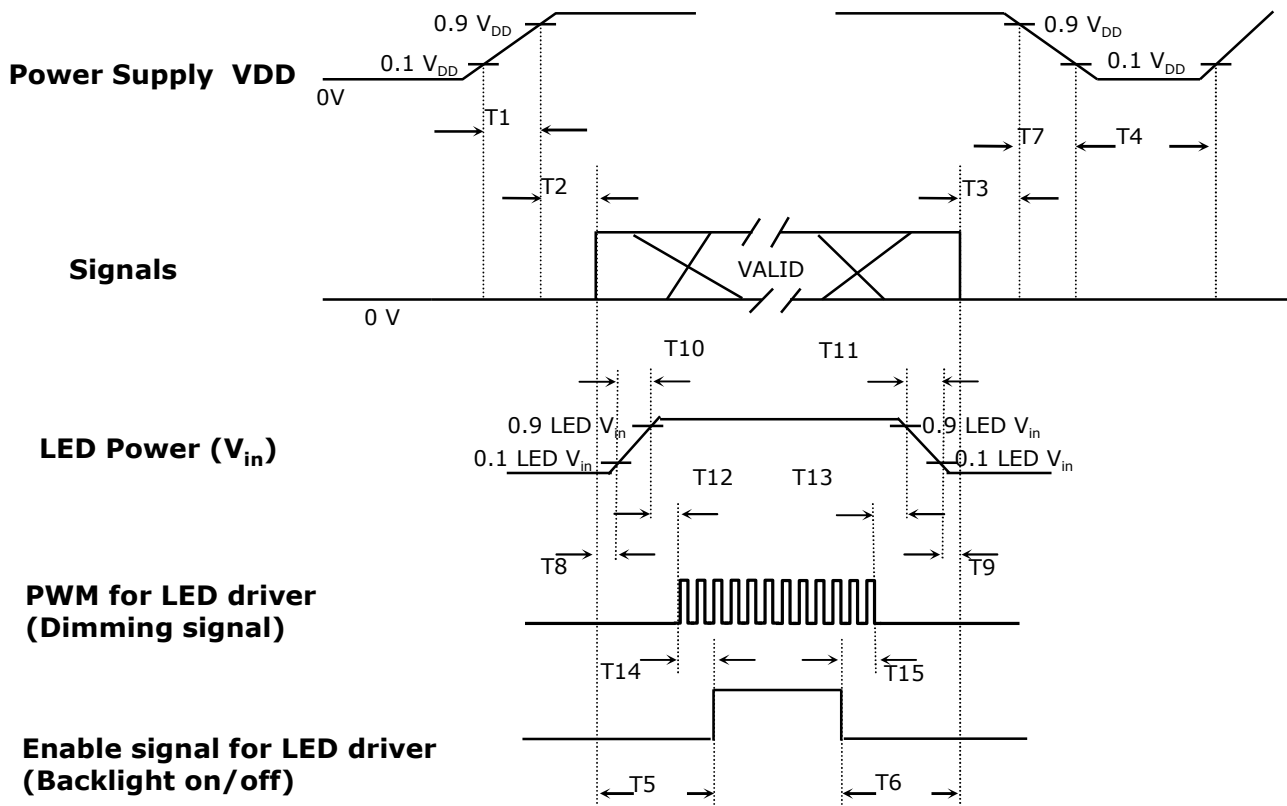 0.9 VDD
0.9 VDD
0.1 VDD
0.1 VDD
Power Supply VDD
0V
T1
T7
T4
T2
T3
Signals
VALID
0 V
T10
T11
0.9 LED Vin
0.9 LED Vin
LED Power (Vin)
0.1 LED Vin
0.1 LED Vin
T12
T13
T8
T9
PWM for LED driver
(Dimming signal)
T14
T15
Enable signal for LED driver
(Backlight on/off)
T5
T6